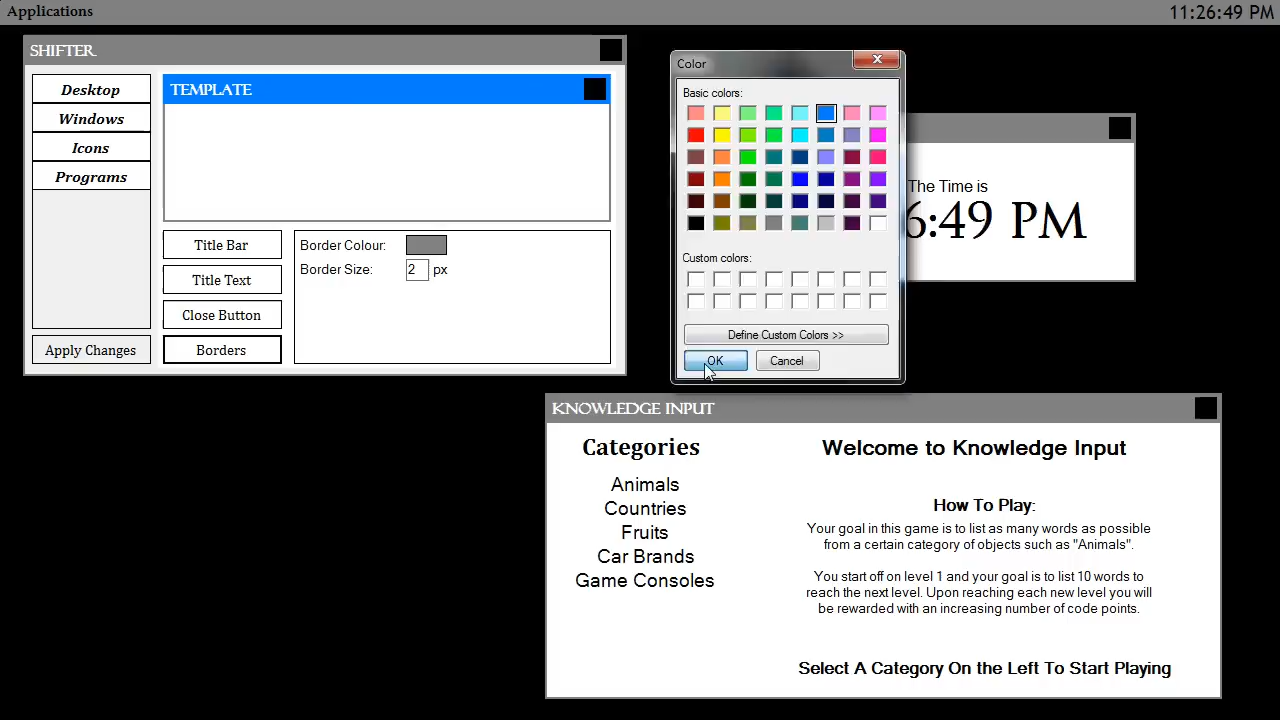 Applications
11:26:49 PM
SHIFTER
Desktop
Windows
Icons
Programs
Apply Changes
TEMPLATE
Title Bar
Title Text
Close Button
Borders
Border Colour:
Border Size: 2 px
Color
Basic colors:
Custom colors:
Define Custom Colors >>
OK
Cancel
The Time is
6:49 PM
KNOWLEDGE INPUT
Categories
Animals
Countries
Fruits
Car Brands
Game Consoles
Welcome to Knowledge Input
How To Play:
Your goal in this game is to list as many words as possible
from a certain category of objects such as "Animals".
You start off on level 1 and your goal is to list 10 words to
reach the next level. Upon reaching each new level you will
be rewarded with an increasing number of code points.
Select A Category On the Left To Start Playing